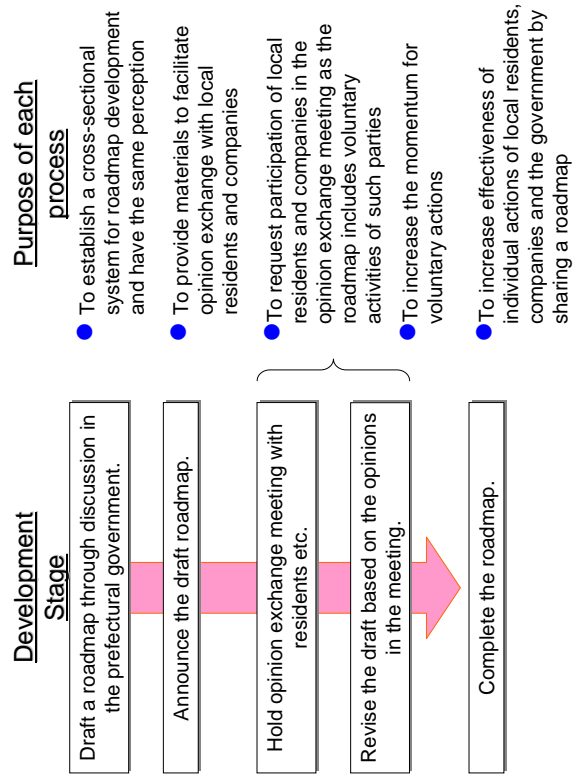 Development
Stage
Draft a roadmap through discussion in
the prefectural government.
Announce the draft roadmap.
Hold opinion exchange meeting with
residents etc.
Revise the draft based on the opinions
in the meeting.
Complete the roadmap.
Purpose of each
process
To establish a cross-sectional
system for roadmap development
and have the same perception
To provide materials to facilitate
opinion exchange with local
residents and companies
To request participation of local
residents and companies in the
opinion exchange meeting as the
roadmap includes voluntary
activities of such parties
To increase the momentum for
voluntary actions
To increase effectiveness of
individual actions of local residents,
companies and the government by
sharing a roadmap